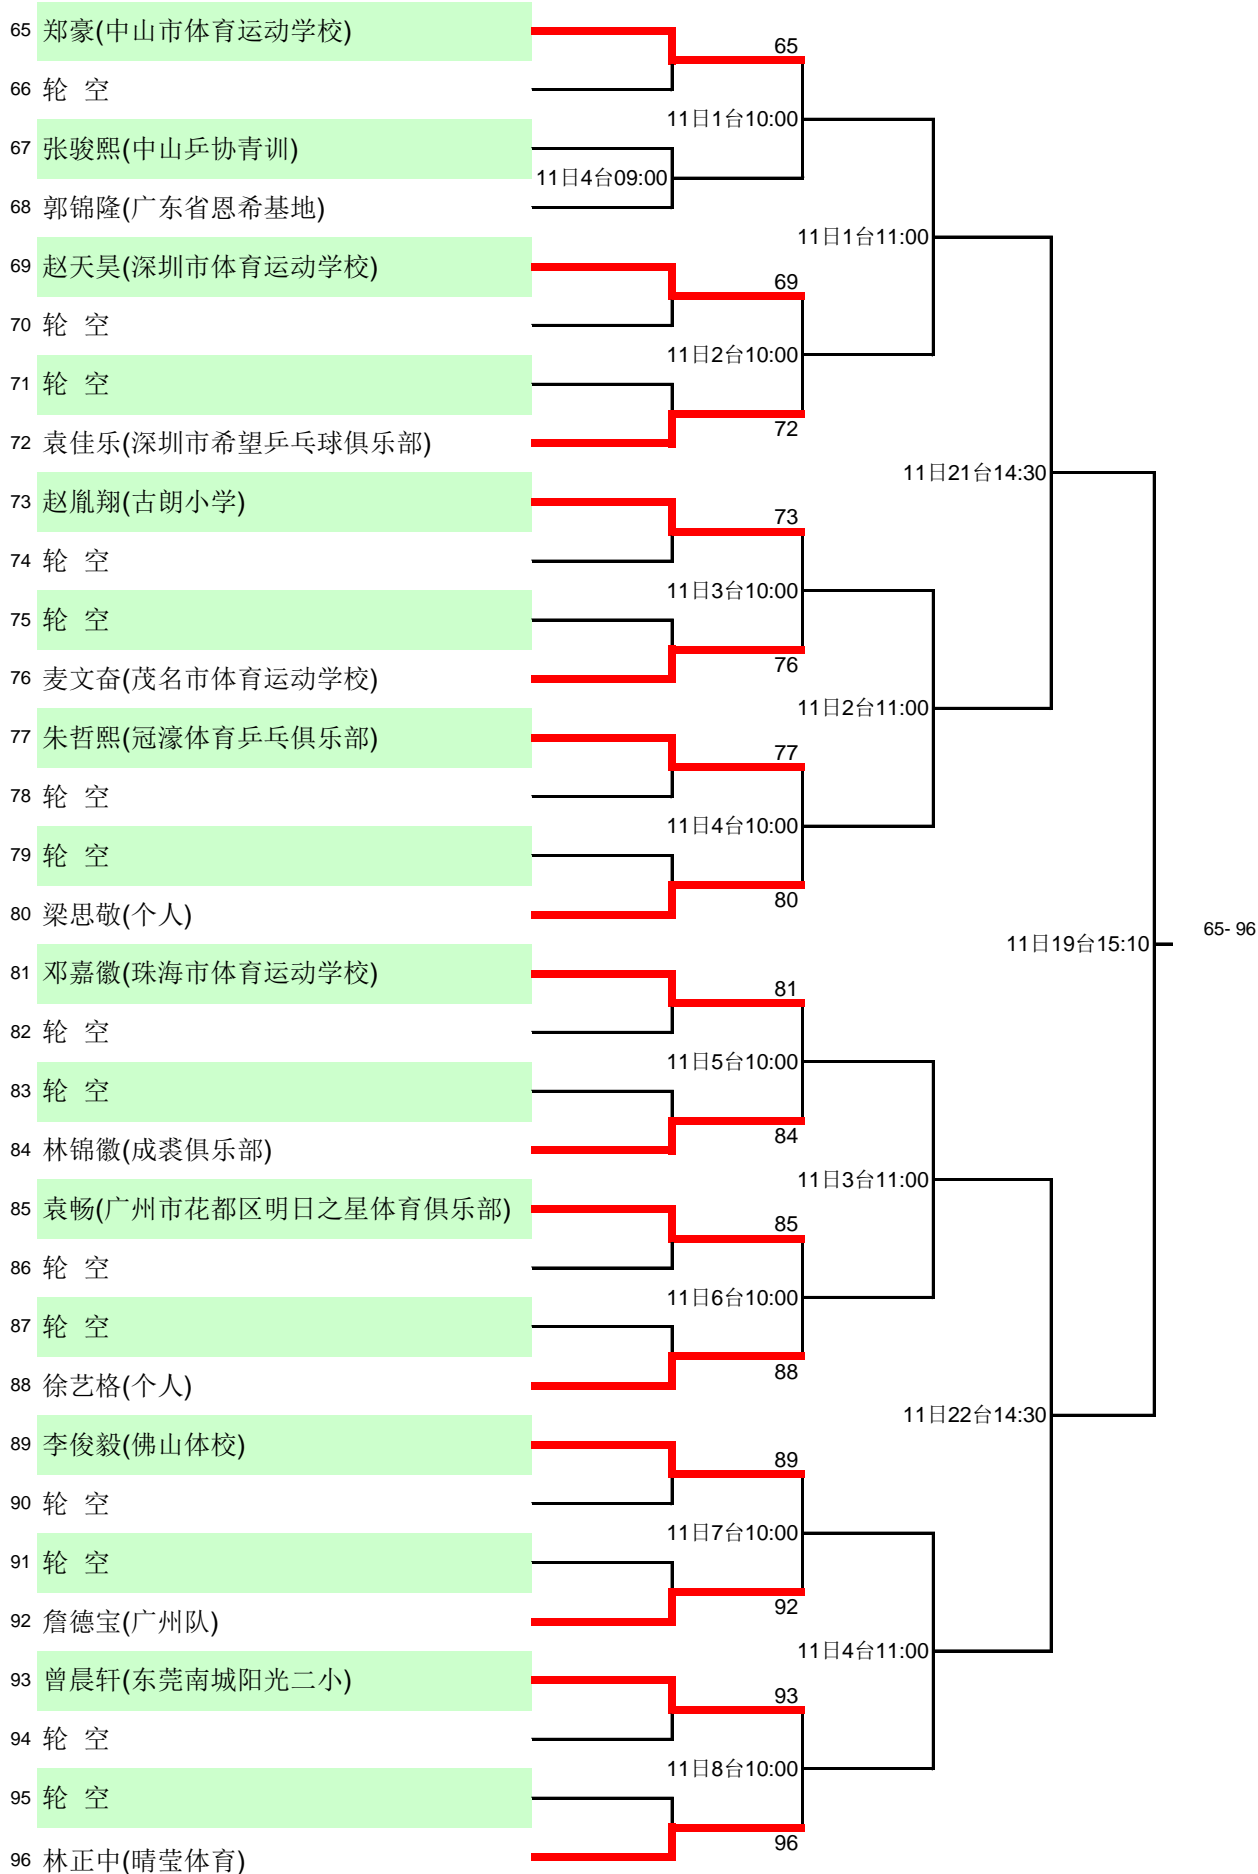 65 郑豪(中山市体育运动学校)
65
66 轮 空
11日1台10:00
67 张骏熙(中山乒协青训)
11日4台09:00
68 郭锦隆(广东省恩希基地)
11日1台11:00
69 赵天昊(深圳市体育运动学校)
69
70 轮 空
11日2台10:00
71 轮 空
72
72 袁佳乐(深圳市希望乒乓球俱乐部)
11日21台14:30
73 赵胤翔(古朗小学)
73
74 轮 空
11日3台10:00
75 轮 空
76
76 麦文奋(茂名市体育运动学校)
11日2台11:00
77 朱哲熙(冠濠体育乒乓俱乐部)
77
78 轮 空
11日4台10:00
79 轮 空
80
80 梁思敬(个人)
65- 96
11日19台15:10
81 邓嘉徽(珠海市体育运动学校)
81
82 轮 空
11日5台10:00
83 轮 空
84
84 林锦徽(成裘俱乐部)
11日3台11:00
85 袁畅(广州市花都区明日之星体育俱乐部)
85
86 轮 空
11日6台10:00
87 轮 空
88
88 徐艺格(个人)
11日22台14:30
89 李俊毅(佛山体校)
89
90 轮 空
11日7台10:00
91 轮 空
92
92 詹德宝(广州队)
11日4台11:00
93 曾晨轩(东莞南城阳光二小)
93
94 轮 空
11日8台10:00
95 轮 空
96
96 林正中(晴莹体育)